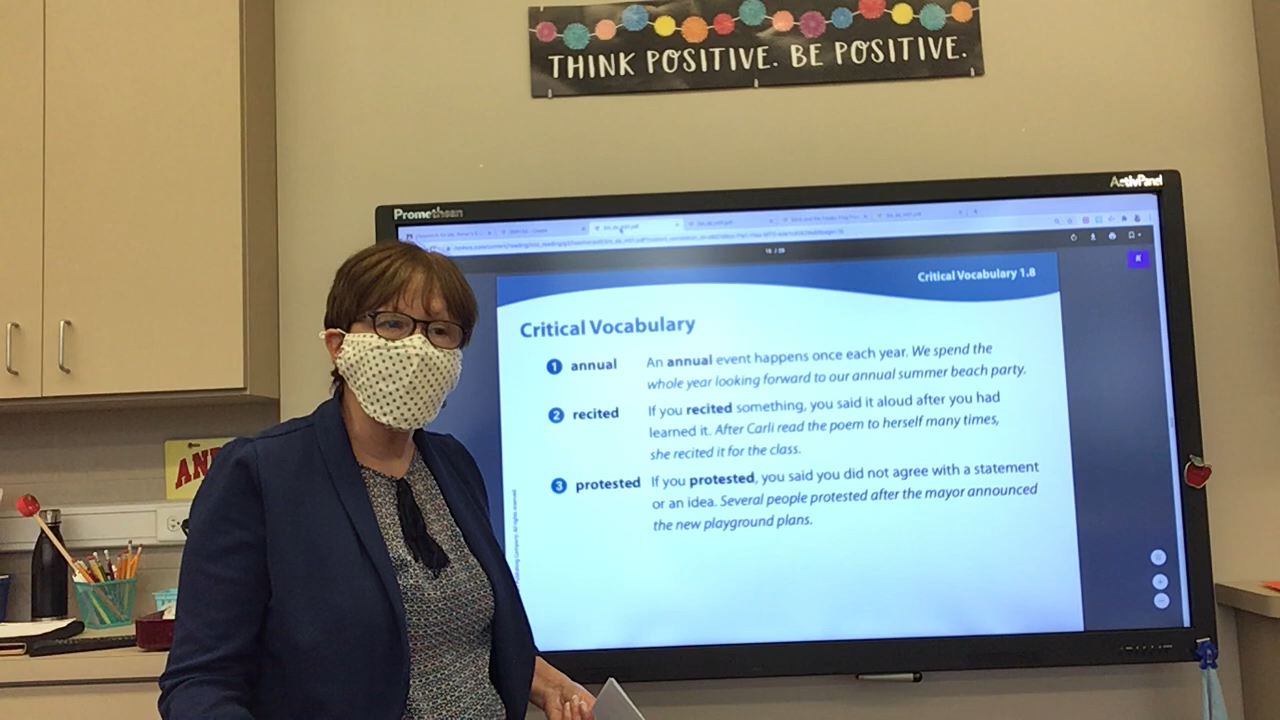 THINK POSITIVE. BE POSITIVE.
Promethean
ActivPanel
Critical Vocabulary 1.8
Critical Vocabulary
1 annual An annual event happens once each year. We spend the
whole year looking forward to our annual summer beach party.
2 recited If you recited something, you said it aloud after you had
learned it. After Carli read the poem to herself many times,
she recited it for the class.
3 protested If you protested, you said you did not agree with a statement
or an idea. Several people protested after the mayor announced
the new playground plans.